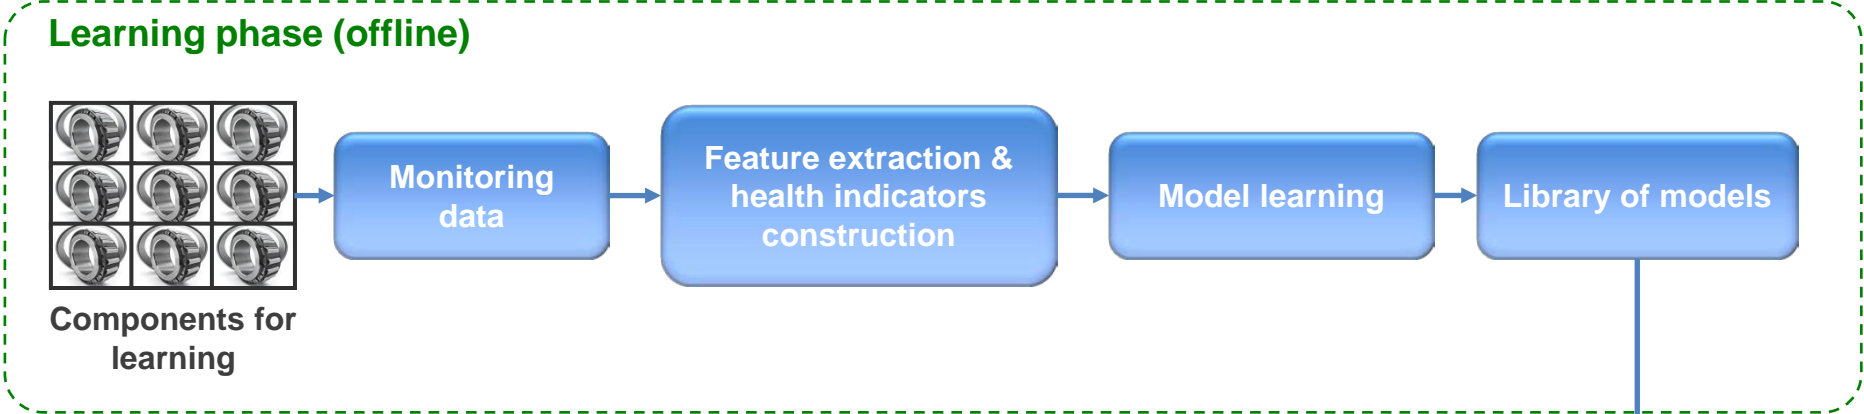 Learning phase (offline)
Monitoring
data
Feature extraction &
health indicators
construction
Model learning
Library of models
Components for
learning